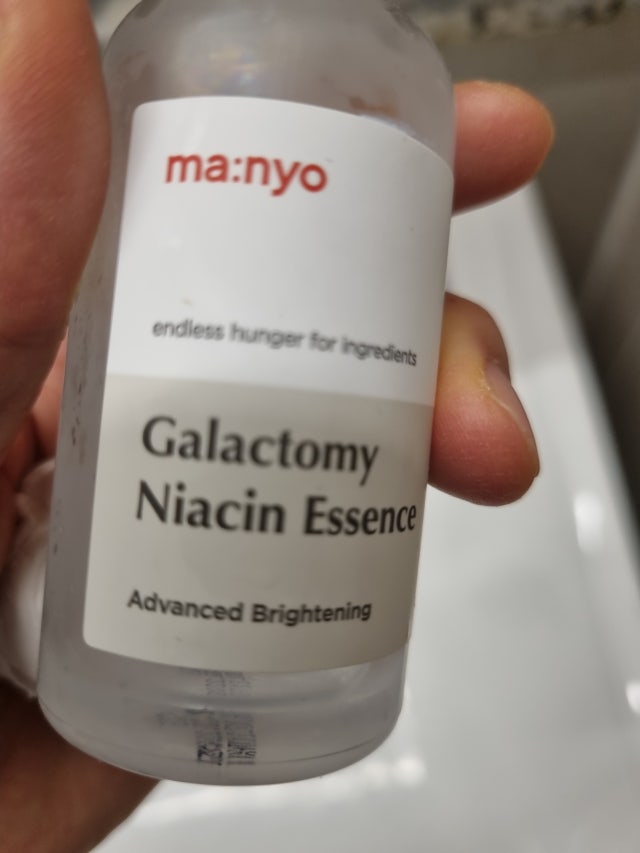 ma:nyo
endless hunger for ingredients
Galactomy
Niacin Essence
Advanced Brightening